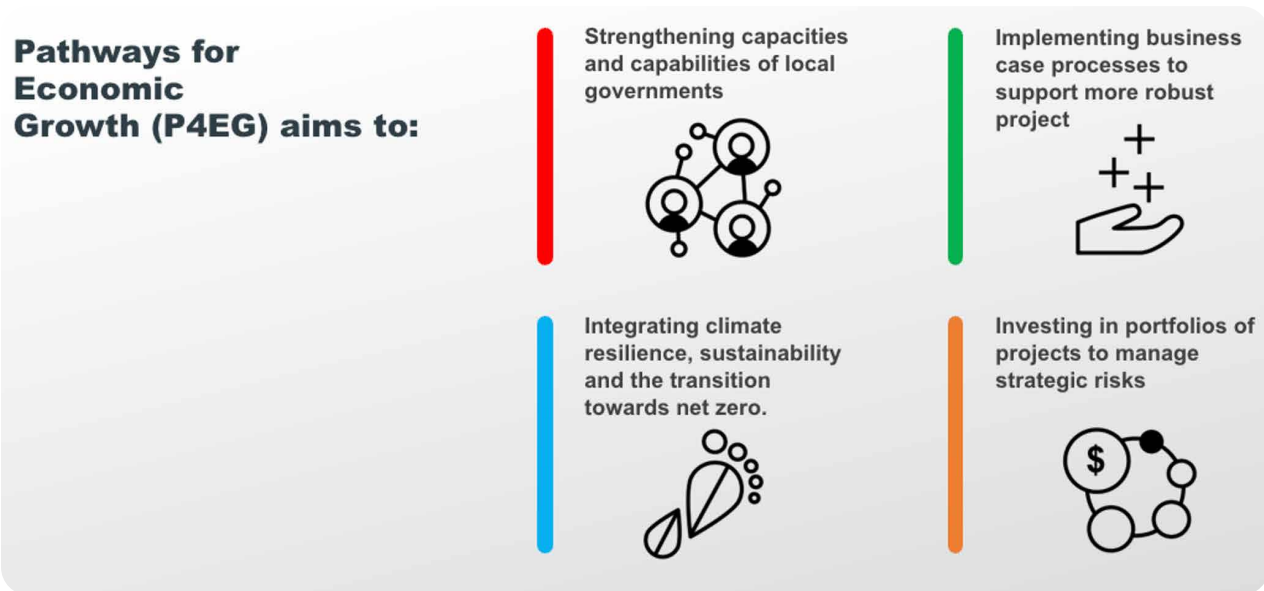 Pathways for
Economic
Growth (P4EG) aims to:
Strengthening capacities
and capabilities of local
governments
Implementing business
case processes to
support more robust
project
Integrating climate
resilience, sustainability
and the transition
towards net zero.
Investing in portfolios of
projects to manage
strategic risks
$